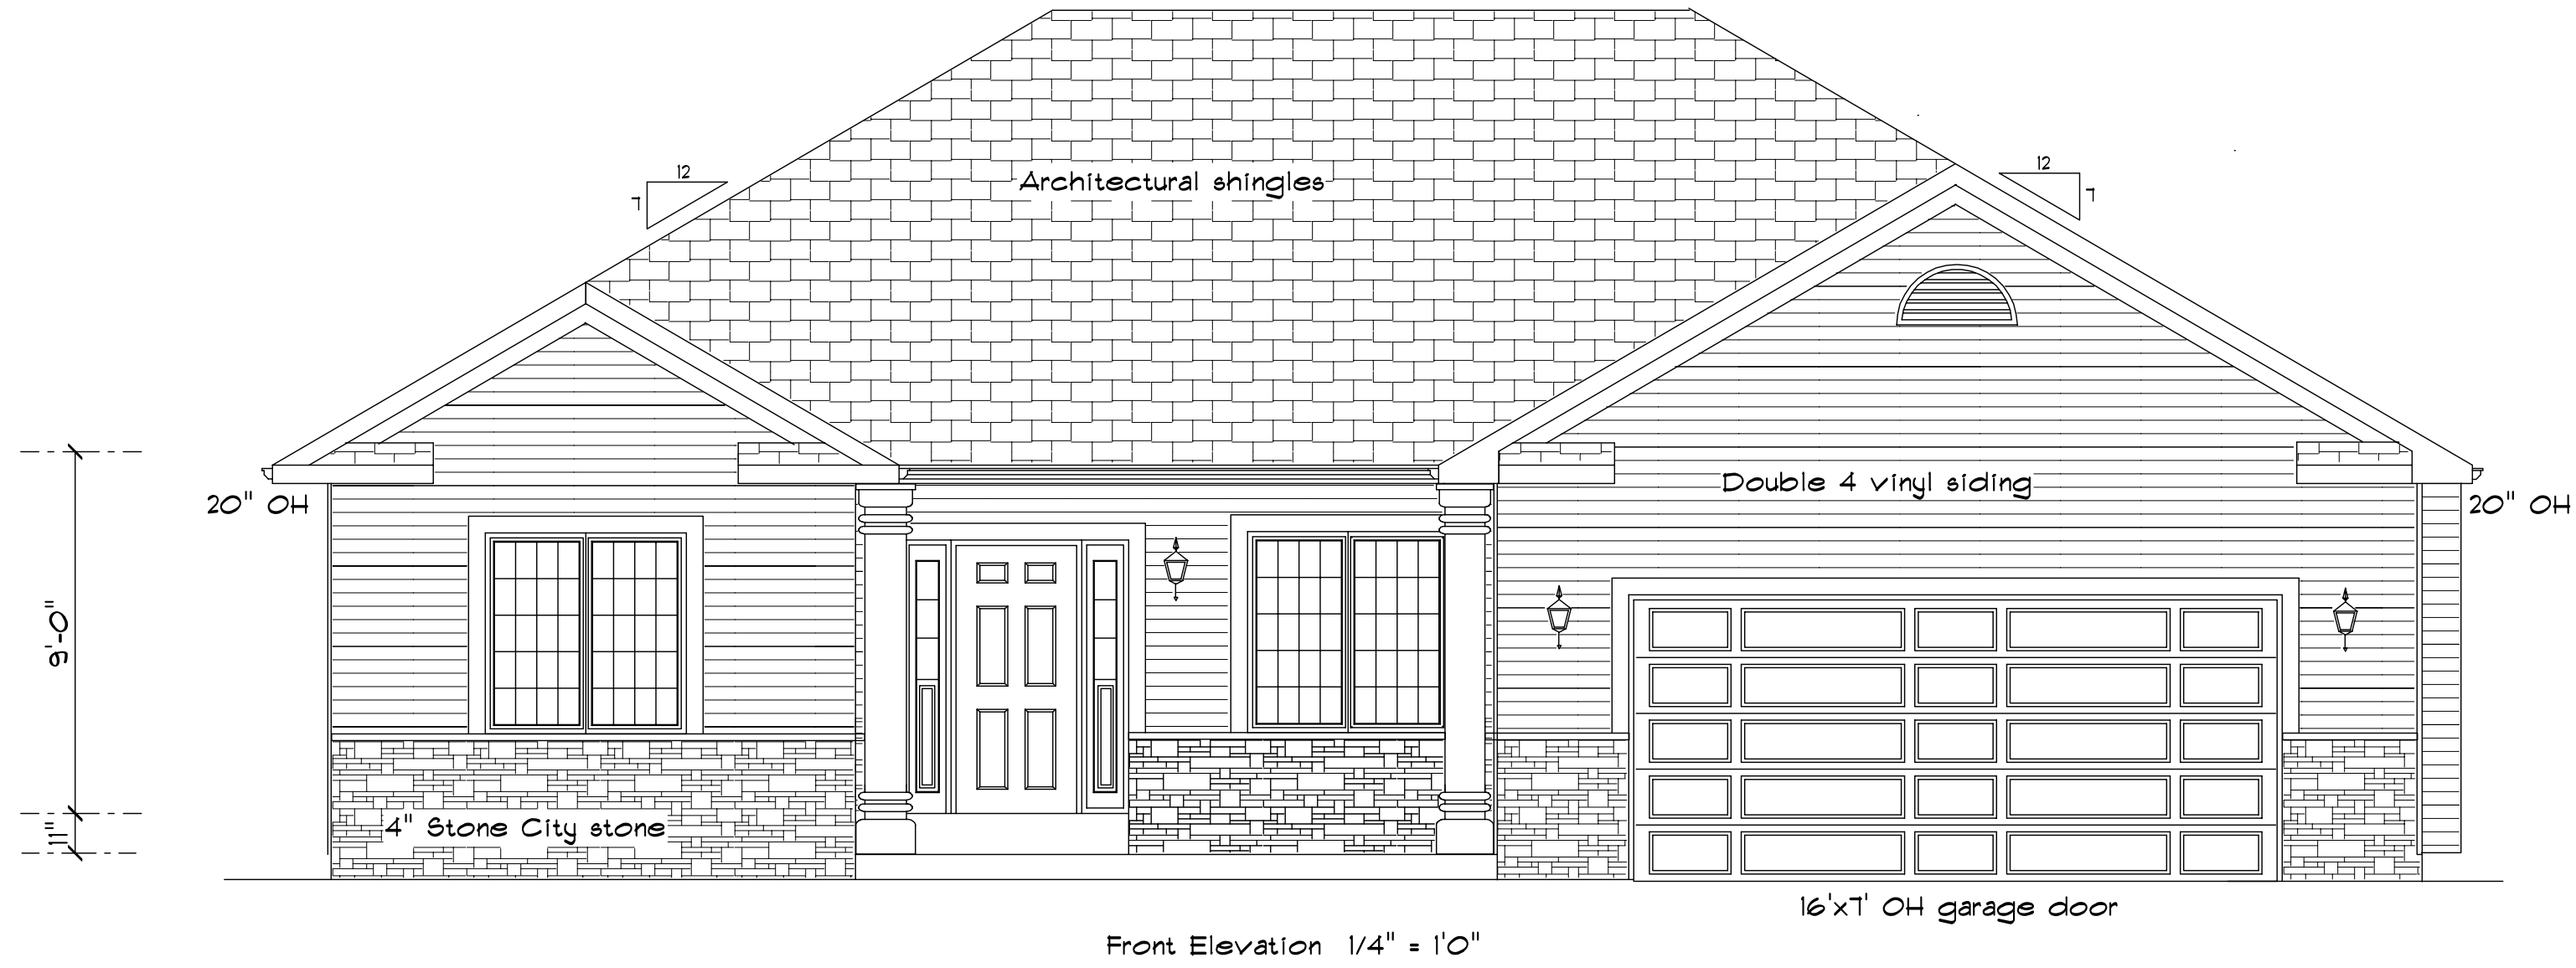 12
7
12
7
Architectural shingles
20" OH
Double 4 vinyl siding
20" OH
9'-0"
11"
4" Stone City stone
16'x7' OH garage door
Front Elevation 1/4" = 1'0"